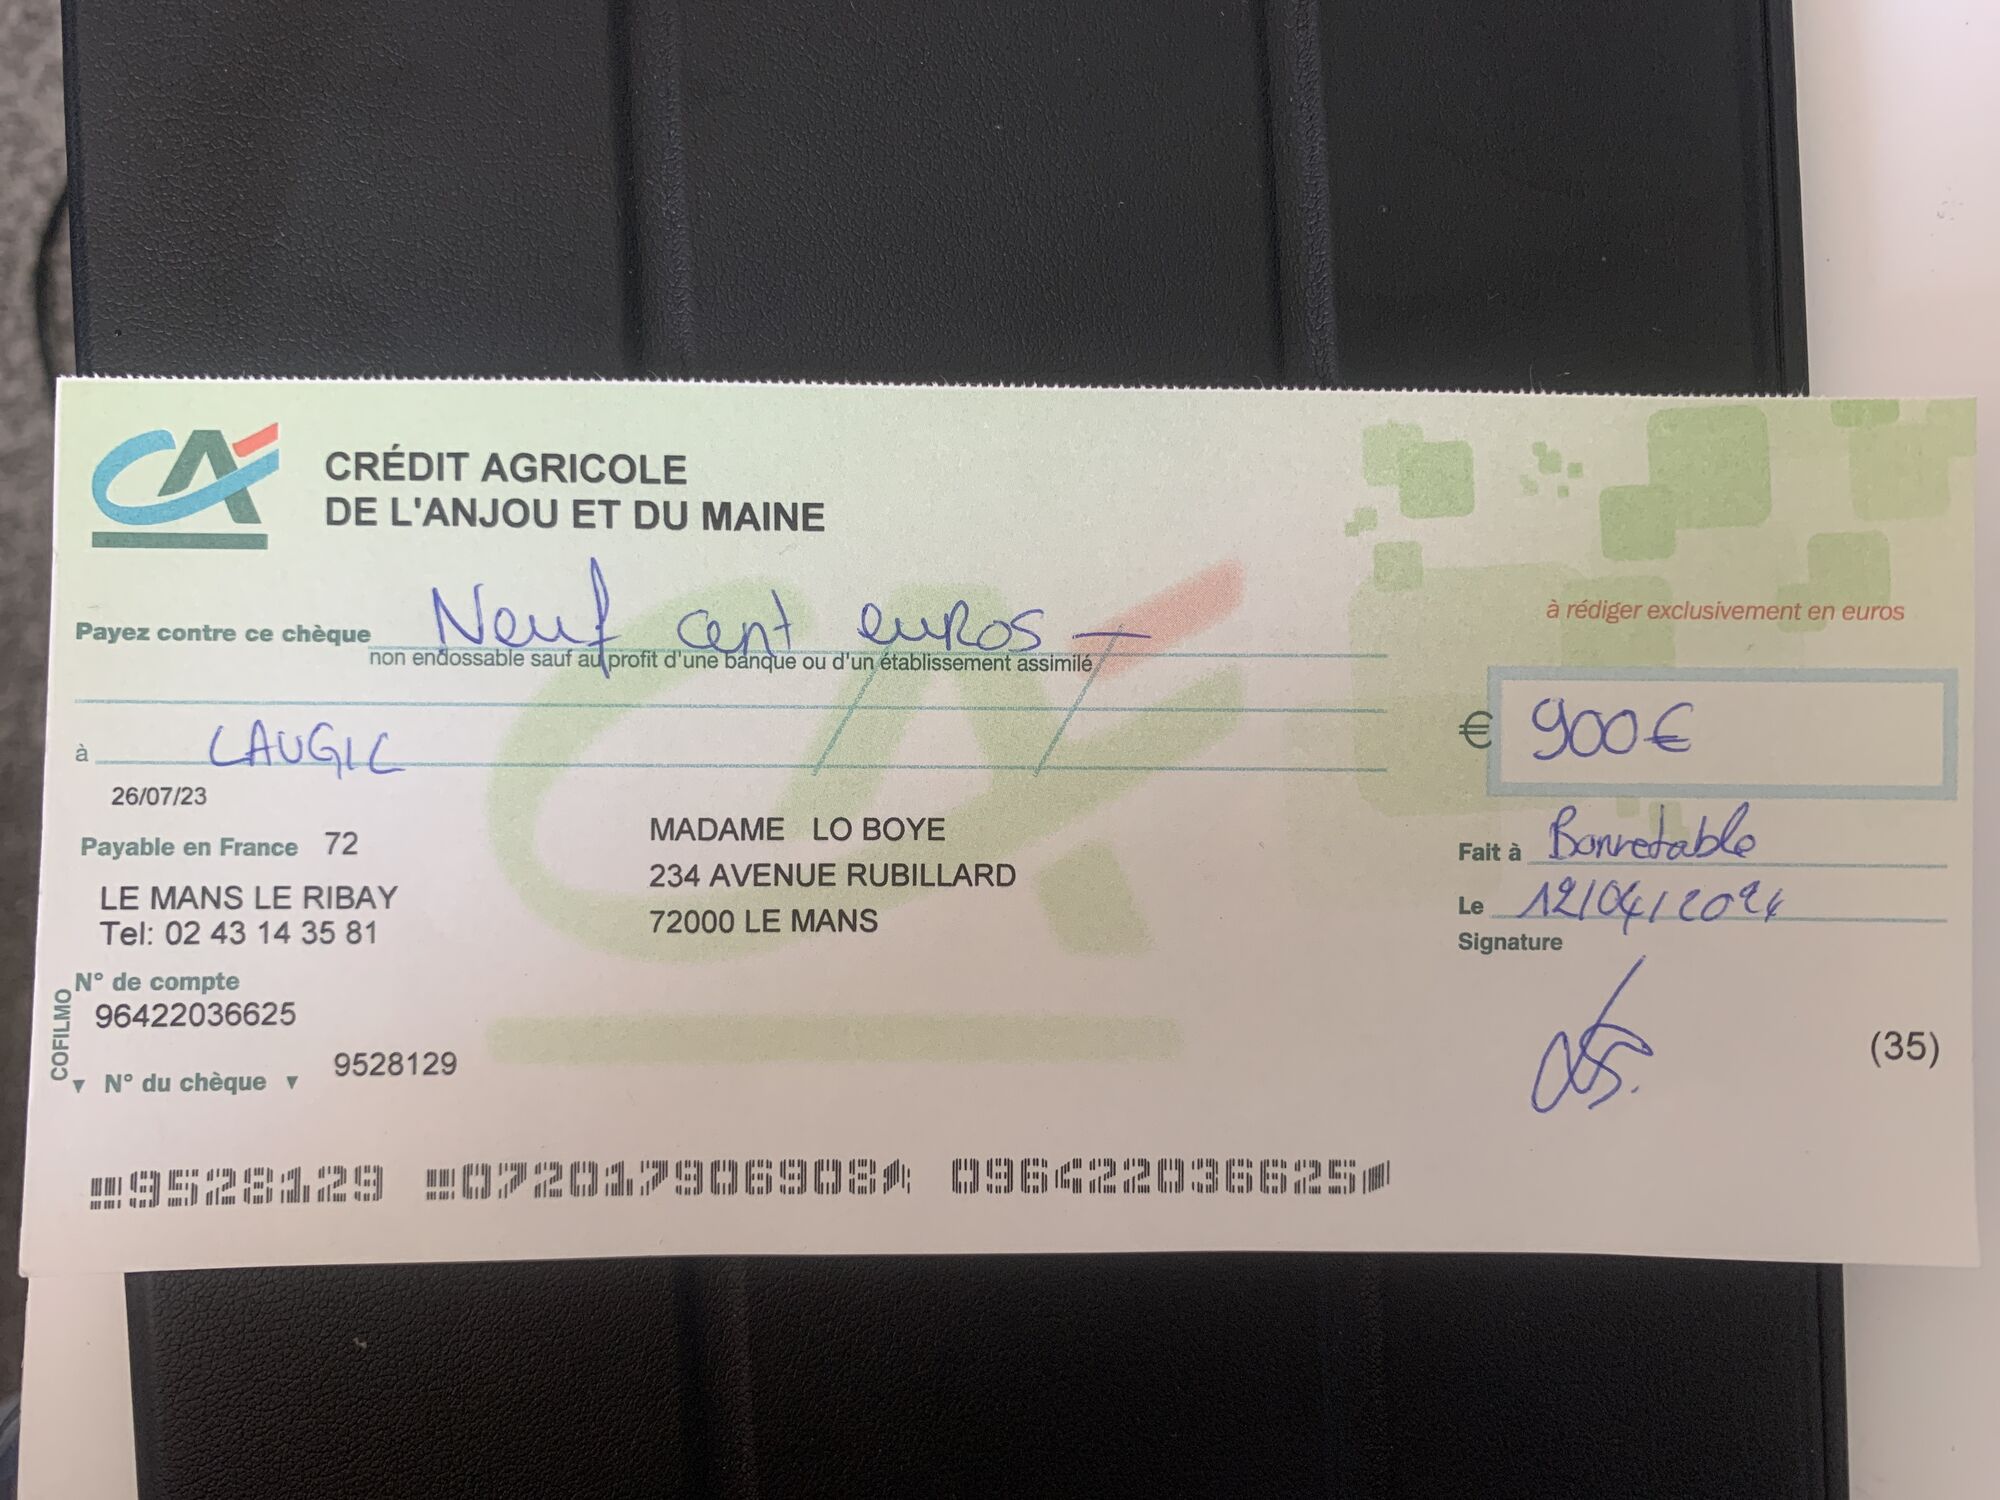 CA
CRÉDIT AGRICOLE
DE L'ANJOU ET DU MAINE
Payez contre ce chèque Neuf cent euros
non endossable sauf au profit d'une banque ou d'un établissement assimilé
à rédiger exclusivement en euros
€ 900€
à LAUGIL
26/07/23
Payable en France 72
LE MANS LE RIBAY
Tel: 02 43 14 35 81
MADAME LO BOYE
234 AVENUE RUBILLARD
72000 LE MANS
Fait à Bonnetable
Le 12/04/2024
Signature
N° de compte
96422036625
COFILMO
N° du chèque 9528129
(35)
9528129 072017906908 096422036625